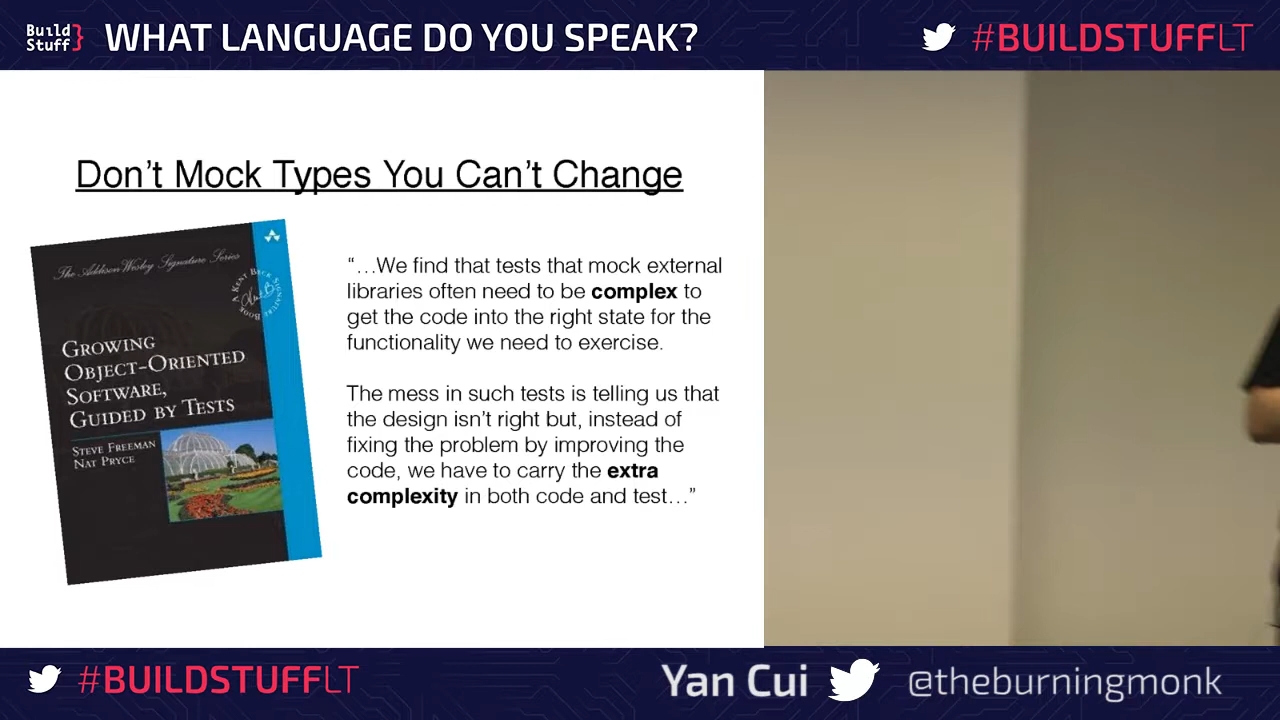 Build
Stuff}
WHAT LANGUAGE DO YOU SPEAK?
#BUILDSTUFFLT
Don’t Mock Types You Can’t Change
The Addison Wesley Signature Series
A KENT BECK SIGNATURE BOOK
GROWING
OBJECT-ORIENTED
SOFTWARE,
GUIDED BY TESTS
STEVE FREEMAN
NAT PRYCE
“…We find that tests that mock external
libraries often need to be complex to
get the code into the right state for the
functionality we need to exercise.
The mess in such tests is telling us that
the design isn’t right but, instead of
fixing the problem by improving the
code, we have to carry the extra
complexity in both code and test…”
#BUILDSTUFFLT
Yan Cui
@theburningmonk